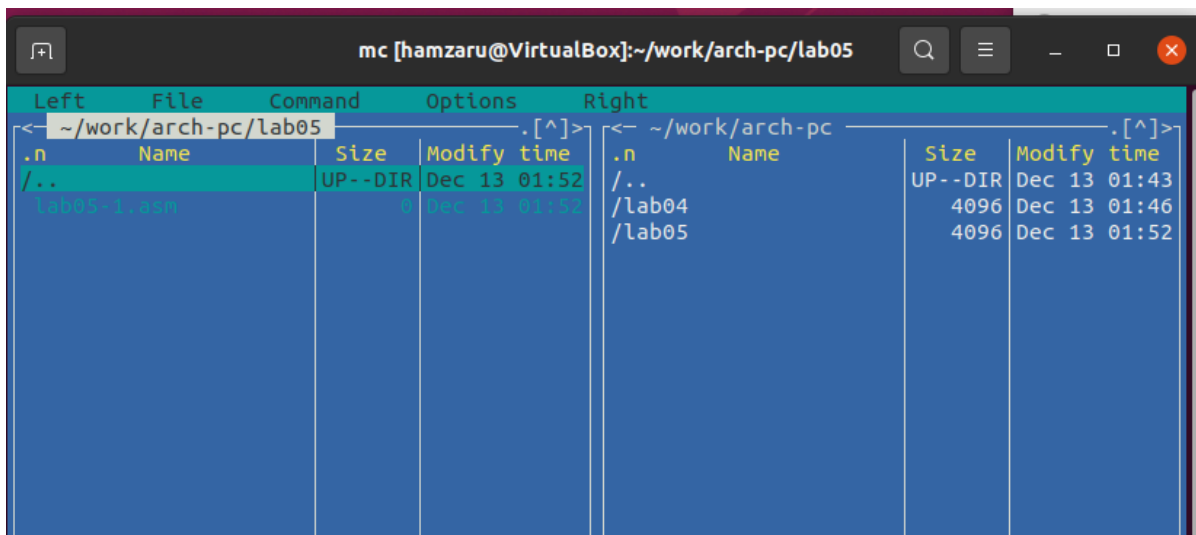 mc [hamzaru@VirtualBox]:~/work/arch-pc/lab05
Left File Command Options Right
<─ ~/work/arch-pc/lab05 ─.[^]>
.n Name Size Modify time
/.. UP--DIR Dec 13 01:52
lab05-1.asm 0 Dec 13 01:52
<─ ~/work/arch-pc ─.[^]>
.n Name Size Modify time
/.. UP--DIR Dec 13 01:43
/lab04 4096 Dec 13 01:46
/lab05 4096 Dec 13 01:52